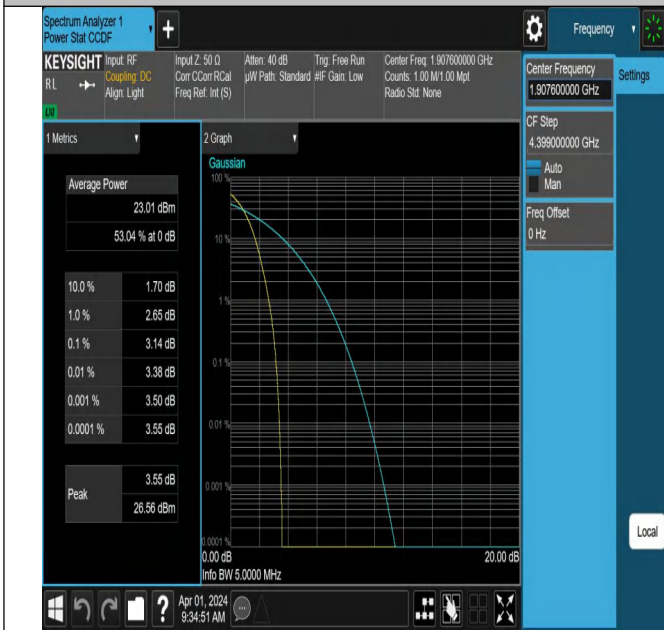 Spectrum Analyzer 1
Power Stat CCDF
Frequency
KEYSIGHT
RL
LXI
Input: RF
Coupling: DC
Align: Light
Input Z: 50 Ω
Corr CCorr RCal
Freq Ref: Int (S)
Atten: 40 dB
µW Path: Standard
Trig: Free Run
#IF Gain: Low
Center Freq: 1.907600000 GHz
Counts: 1.00 M/1.00 Mpt
Radio Std: None
Center Frequency
1.907600000 GHz
Settings
CF Step
4.399000000 GHz
Auto
Man
Freq Offset
0 Hz
1 Metrics
Average Power
23.01 dBm
53.04 % at 0 dB
10.0 % 1.70 dB
1.0 % 2.65 dB
0.1 % 3.14 dB
0.01 % 3.38 dB
0.001 % 3.50 dB
0.0001 % 3.55 dB
Peak
3.55 dB
26.56 dBm
2 Graph
Gaussian
100 %
10 %
1 %
0.1 %
0.01 %
0.001 %
0.0001 %
0.00 dB 20.00 dB
Info BW 5.0000 MHz
Local
?
Apr 01, 2024
9:34:51 AM